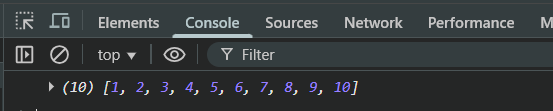 Elements Console Sources Network Performance
top ▼ Filter
▶ (10) [1, 2, 3, 4, 5, 6, 7, 8, 9, 10]